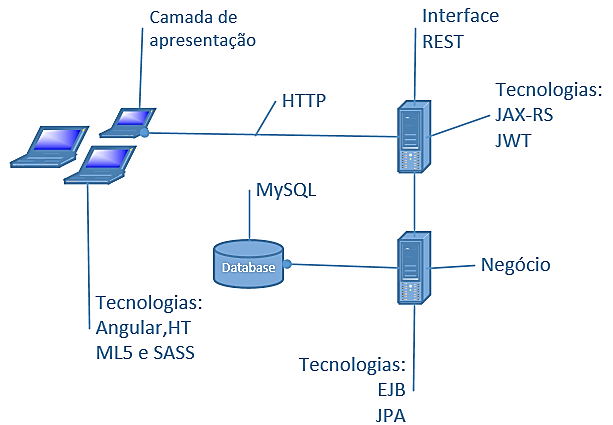 Camada de
apresentação
Interface
REST
HTTP
Tecnologias:
JAX-RS
JWT
MySQL
Database
Negócio
Tecnologias:
Angular,HT
ML5 e SASS
Tecnologias:
EJB
JPA